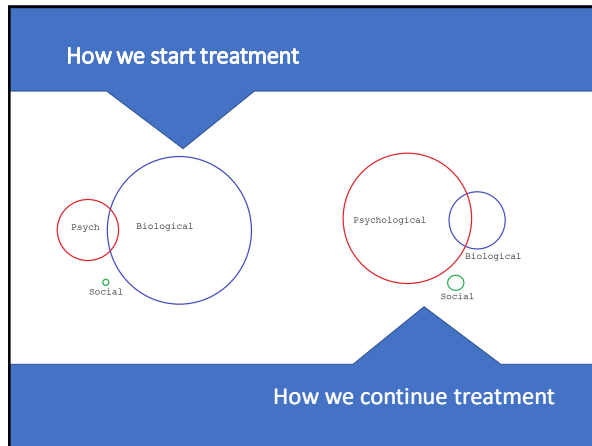 How we start treatment
Psych
Biological
Social
Psychological
Biological
Social
How we continue treatment